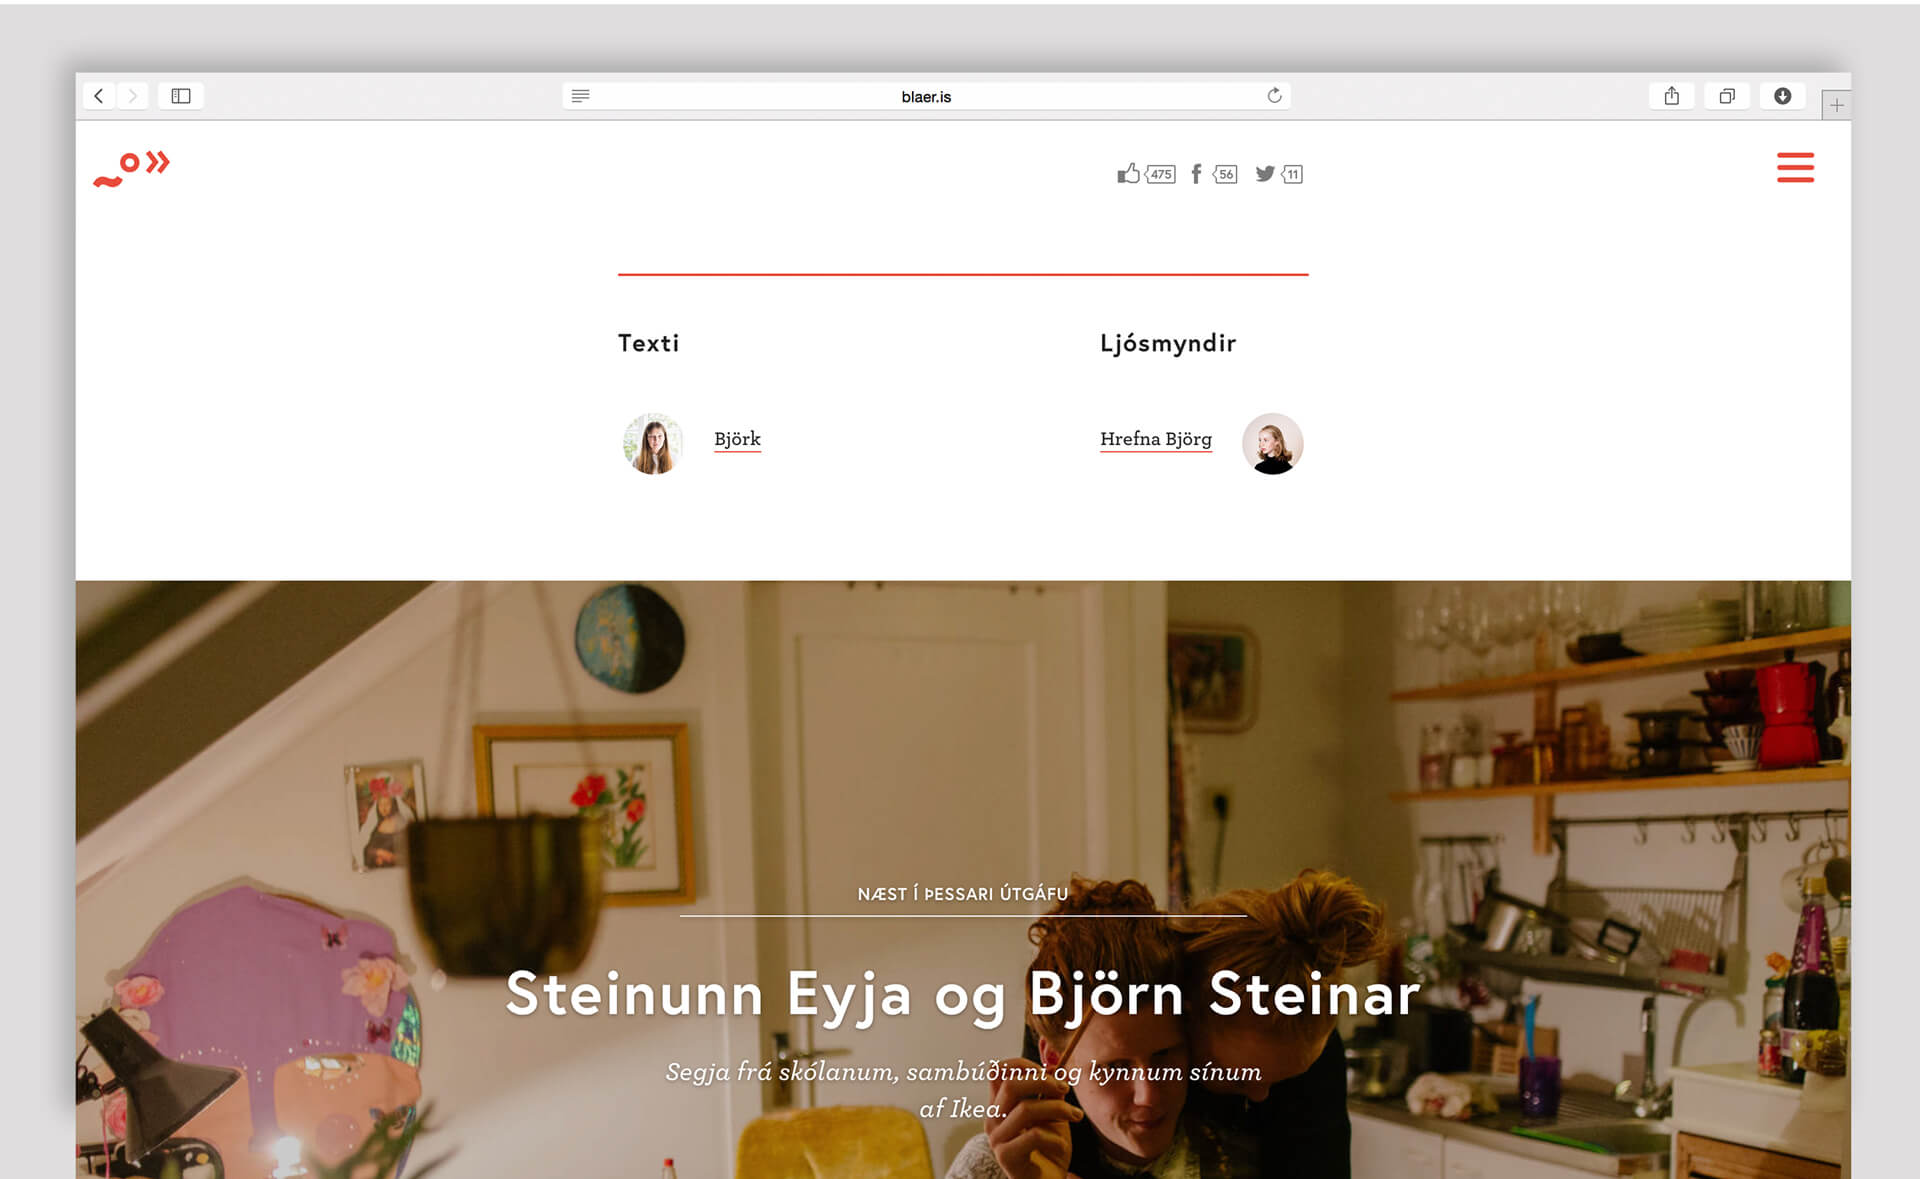 blaer.is
475 56 11
Texti
Ljósmyndir
Björk
Hrefna Björg
NÆST Í ÞESSARI ÚTGÁFU
Steinunn Eyja og Björn Steinar
Segja frá skólanum, sambúðinni og kynnum sínum
af Ikea.